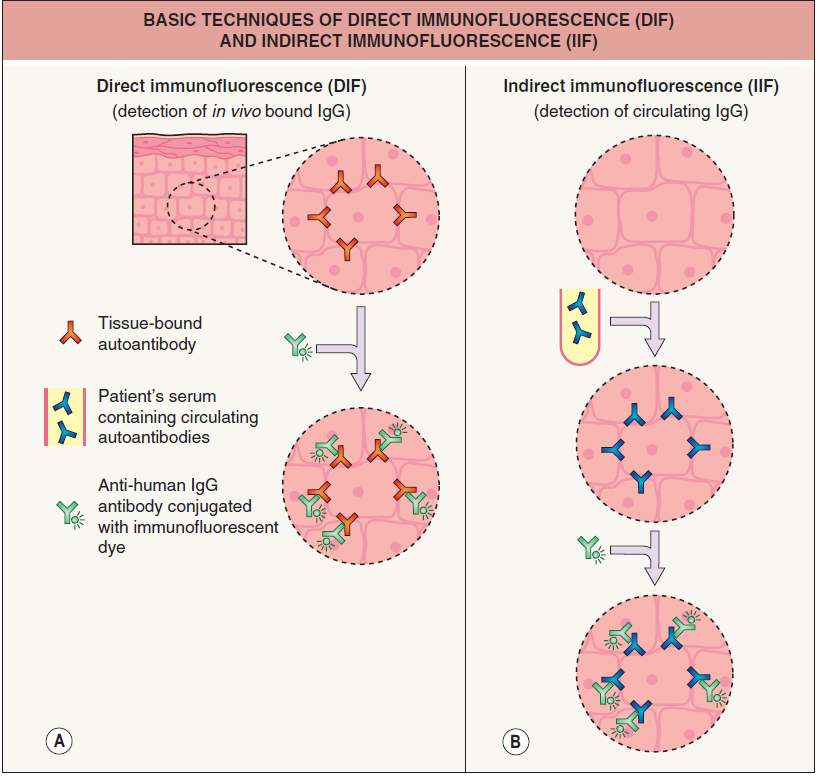 BASIC TECHNIQUES OF DIRECT IMMUNOFLUORESCENCE (DIF)
AND INDIRECT IMMUNOFLUORESCENCE (IIF)
Direct immunofluorescence (DIF)
(detection of in vivo bound IgG)
Tissue-bound
autoantibody
Patient's serum
containing circulating
autoantibodies
Anti-human IgG
antibody conjugated
with immunofluorescent
dye
A
Indirect immunofluorescence (IIF)
(detection of circulating IgG)
B